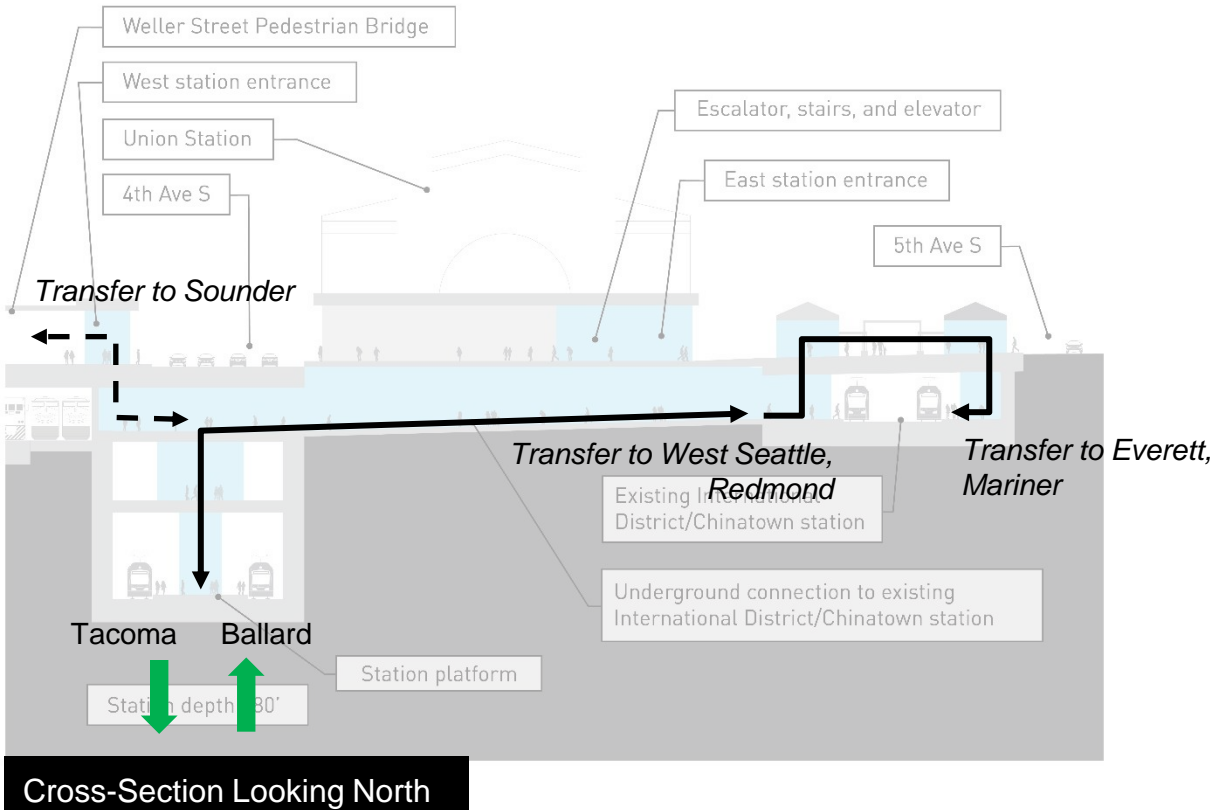 Weller Street Pedestrian Bridge
West station entrance
Union Station
4th Ave S
Escalator, stairs, and elevator
East station entrance
5th Ave S
Transfer to Sounder
Transfer to West Seattle,
Redmond
Transfer to Everett,
Mariner
Existing International
District/Chinatown station
Underground connection to existing
International District/Chinatown station
Tacoma
Ballard
Station platform
Station depth 80'
Cross-Section Looking North